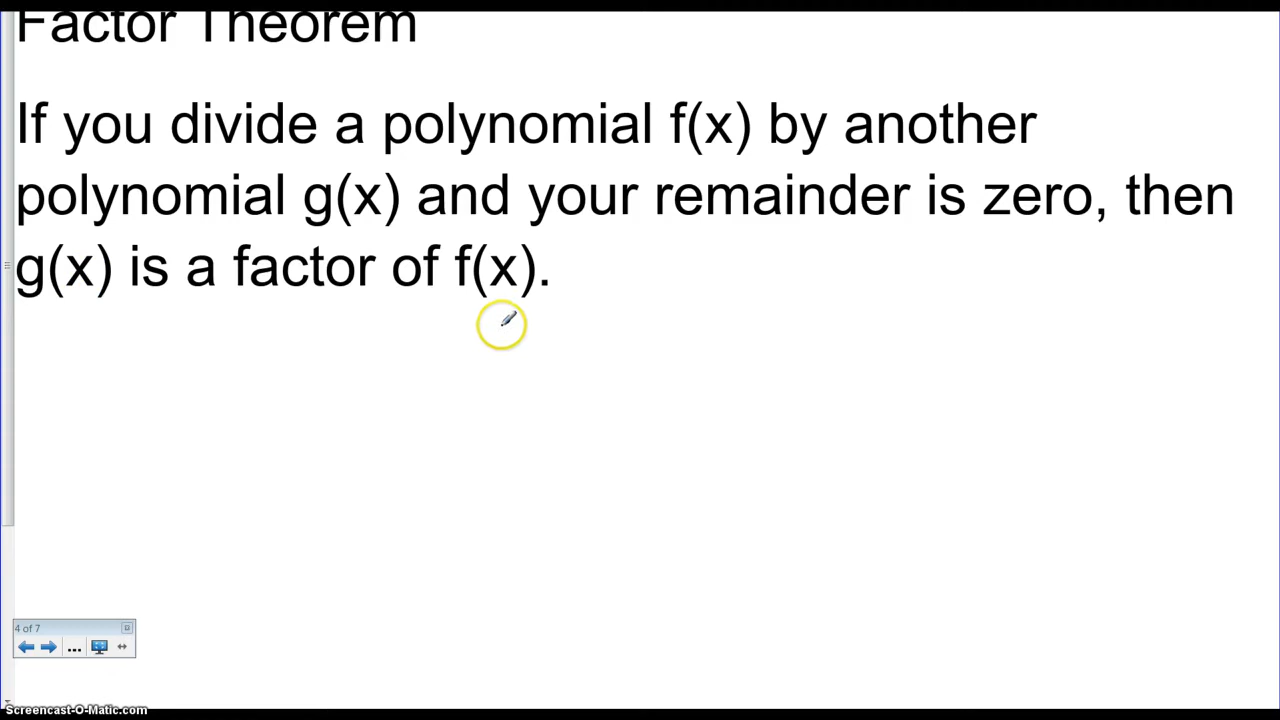 Factor Theorem
If you divide a polynomial f(x) by another
polynomial g(x) and your remainder is zero, then
g(x) is a factor of f(x).
4 of 7
...
Screencast-O-Matic.com